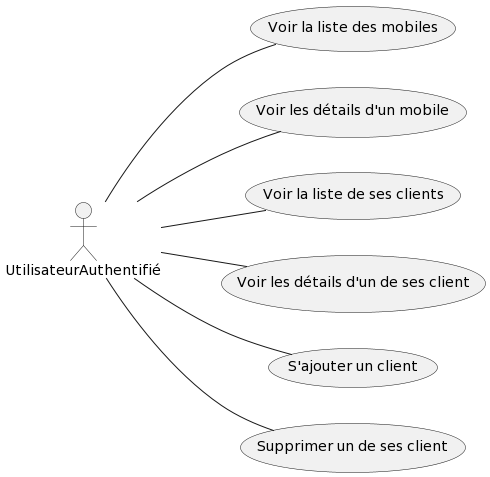 Voir la liste des mobiles
Voir les détails d'un mobile
Voir la liste de ses clients
UtilisateurAuthentifié
Voir les détails d'un de ses client
S'ajouter un client
Supprimer un de ses client